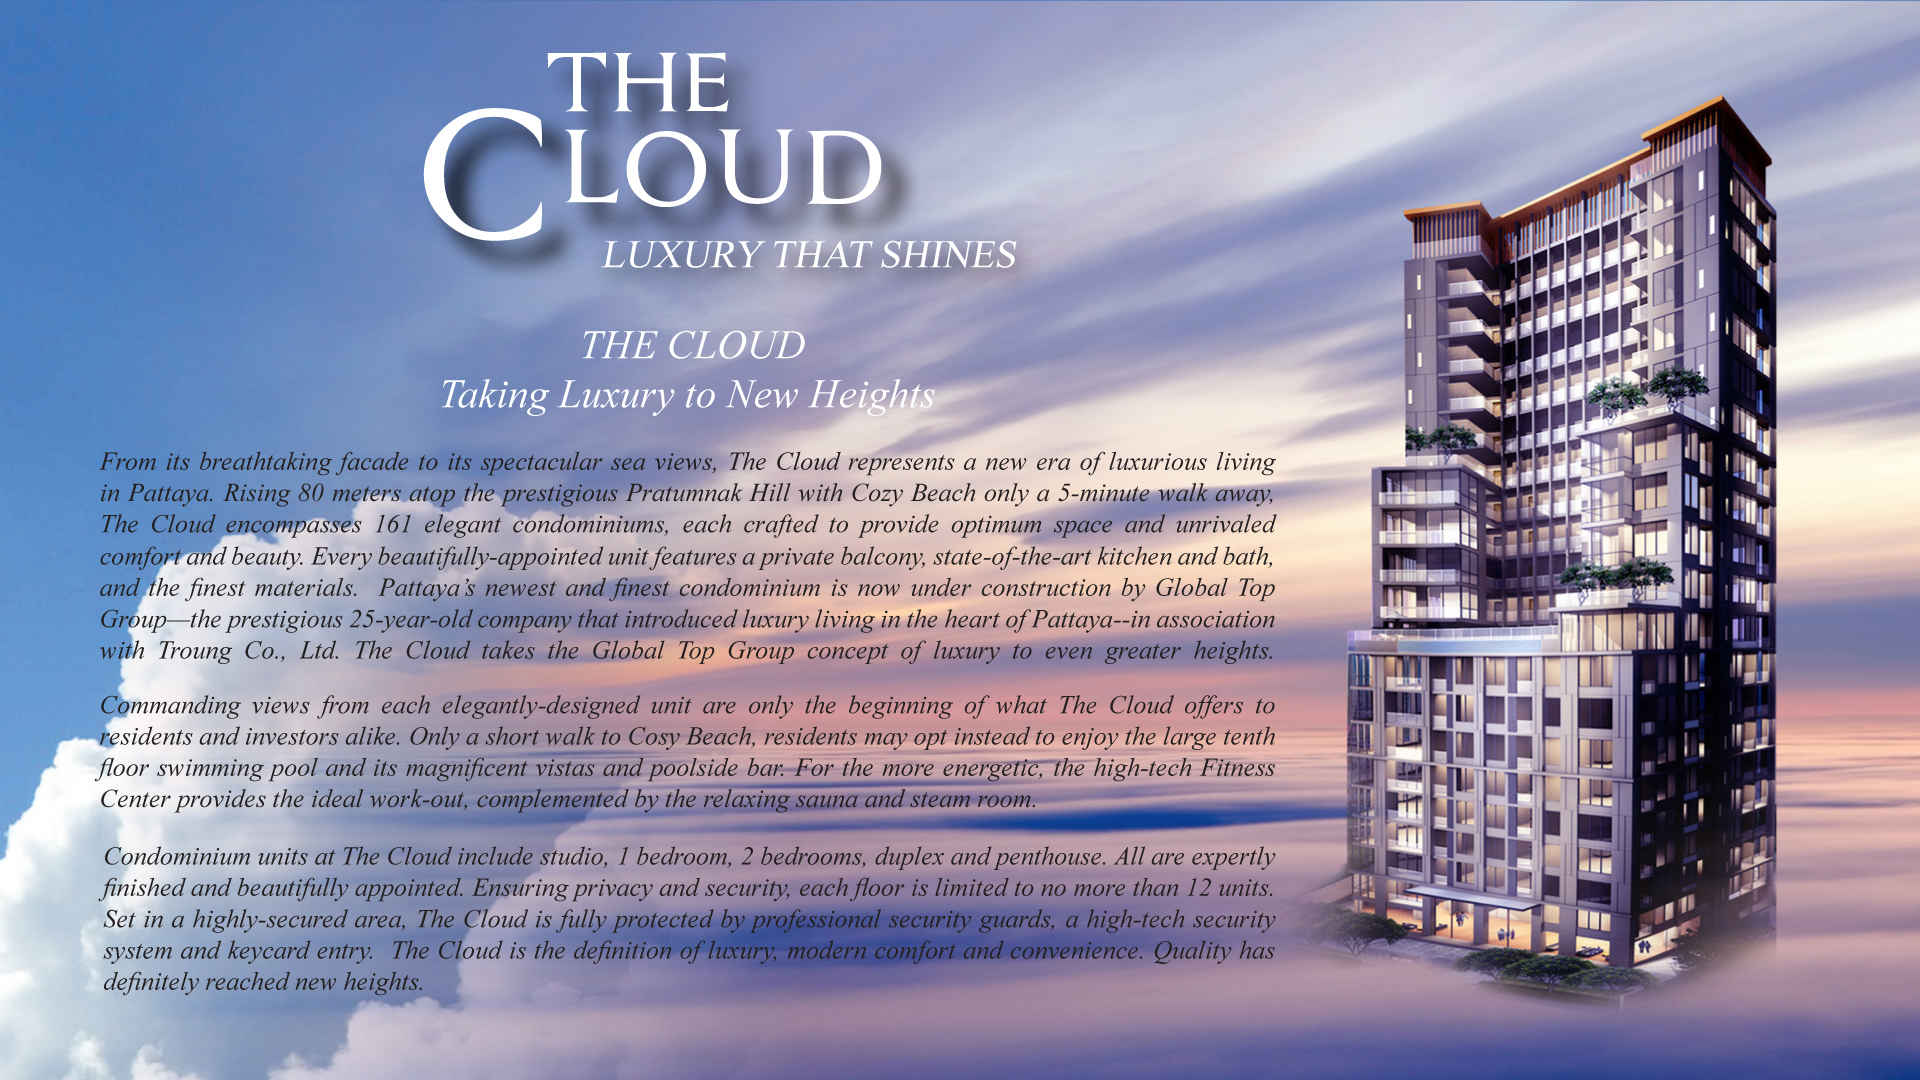 THE
CLOUD
LUXURY THAT SHINES
THE CLOUD
Taking Luxury to New Heights
From its breathtaking facade to its spectacular sea views, The Cloud represents a new era of luxurious living
in Pattaya. Rising 80 meters atop the prestigious Pratumnak Hill with Cozy Beach only a 5-minute walk away,
The Cloud encompasses 161 elegant condominiums, each crafted to provide optimum space and unrivaled
comfort and beauty. Every beautifully-appointed unit features a private balcony, state-of-the-art kitchen and bath,
and the finest materials.  Pattaya's newest and finest condominium is now under construction by Global Top
Group—the prestigious 25-year-old company that introduced luxury living in the heart of Pattaya--in association
with Troung Co., Ltd. The Cloud takes the Global Top Group concept of luxury to even greater heights.
Commanding views from each elegantly-designed unit are only the beginning of what The Cloud offers to
residents and investors alike. Only a short walk to Cosy Beach, residents may opt instead to enjoy the large tenth
floor swimming pool and its magnificent vistas and poolside bar. For the more energetic, the high-tech Fitness
Center provides the ideal work-out, complemented by the relaxing sauna and steam room.
Condominium units at The Cloud include studio, 1 bedroom, 2 bedrooms, duplex and penthouse. All are expertly
finished and beautifully appointed. Ensuring privacy and security, each floor is limited to no more than 12 units.
Set in a highly-secured area, The Cloud is fully protected by professional security guards, a high-tech security
system and keycard entry.  The Cloud is the definition of luxury, modern comfort and convenience. Quality has
definitely reached new heights.